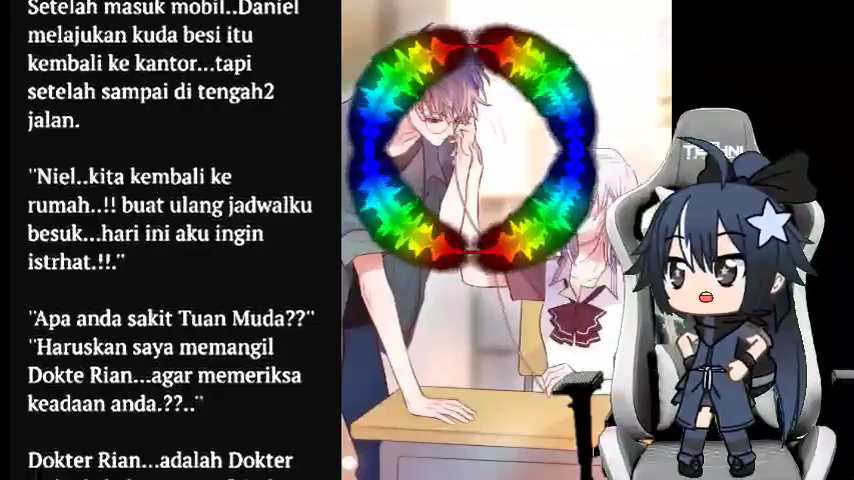 Setelah masuk mobil..Daniel
melajukan kuda besi itu
kembali ke kantor...tapi
setelah sampai di tengah2
jalan.
"Niel..kita kembali ke
rumah..!! buat ulang jadwalku
besuk...hari ini aku ingin
istrhat.!!."
"Apa anda sakit Tuan Muda??"
"Haruskan saya memangil
Dokte Rian...agar memeriksa
keadaan anda.??.."
Dokter Rian...adalah Dokter